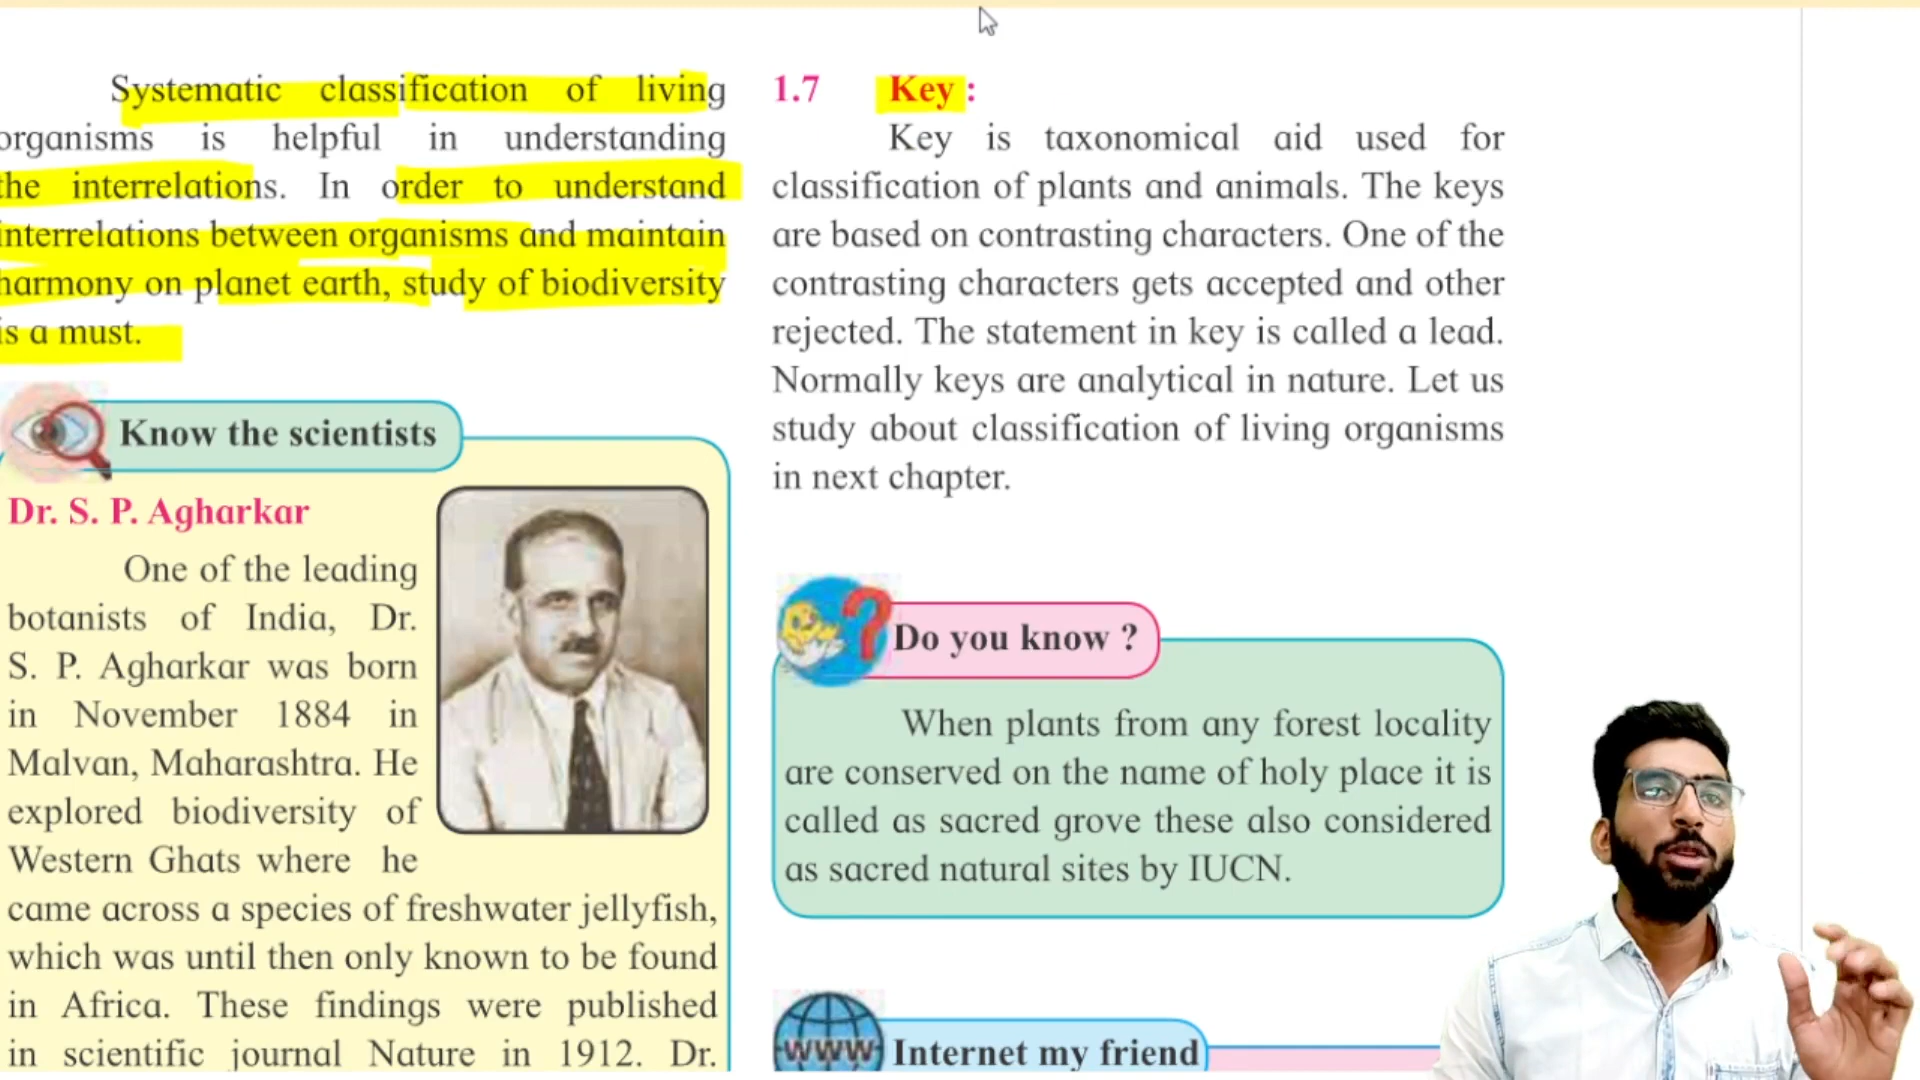 Systematic classification of living
organisms is helpful in understanding
the interrelations. In order to understand
interrelations between organisms and maintain
harmony on planet earth, study of biodiversity
is a must.
Know the scientists
Dr. S. P. Agharkar
One of the leading
botanists of India, Dr.
S. P. Agharkar was born
in November 1884 in
Malvan, Maharashtra. He
explored biodiversity of
Western Ghats where he
came across a species of freshwater jellyfish,
which was until then only known to be found
in Africa. These findings were published
in scientific journal Nature in 1912. Dr.
1.7 Key :
Key is taxonomical aid used for
classification of plants and animals. The keys
are based on contrasting characters. One of the
contrasting characters gets accepted and other
rejected. The statement in key is called a lead.
Normally keys are analytical in nature. Let us
study about classification of living organisms
in next chapter.
Do you know ?
When plants from any forest locality
are conserved on the name of holy place it is
called as sacred grove these also considered
as sacred natural sites by IUCN.
www
Internet my friend